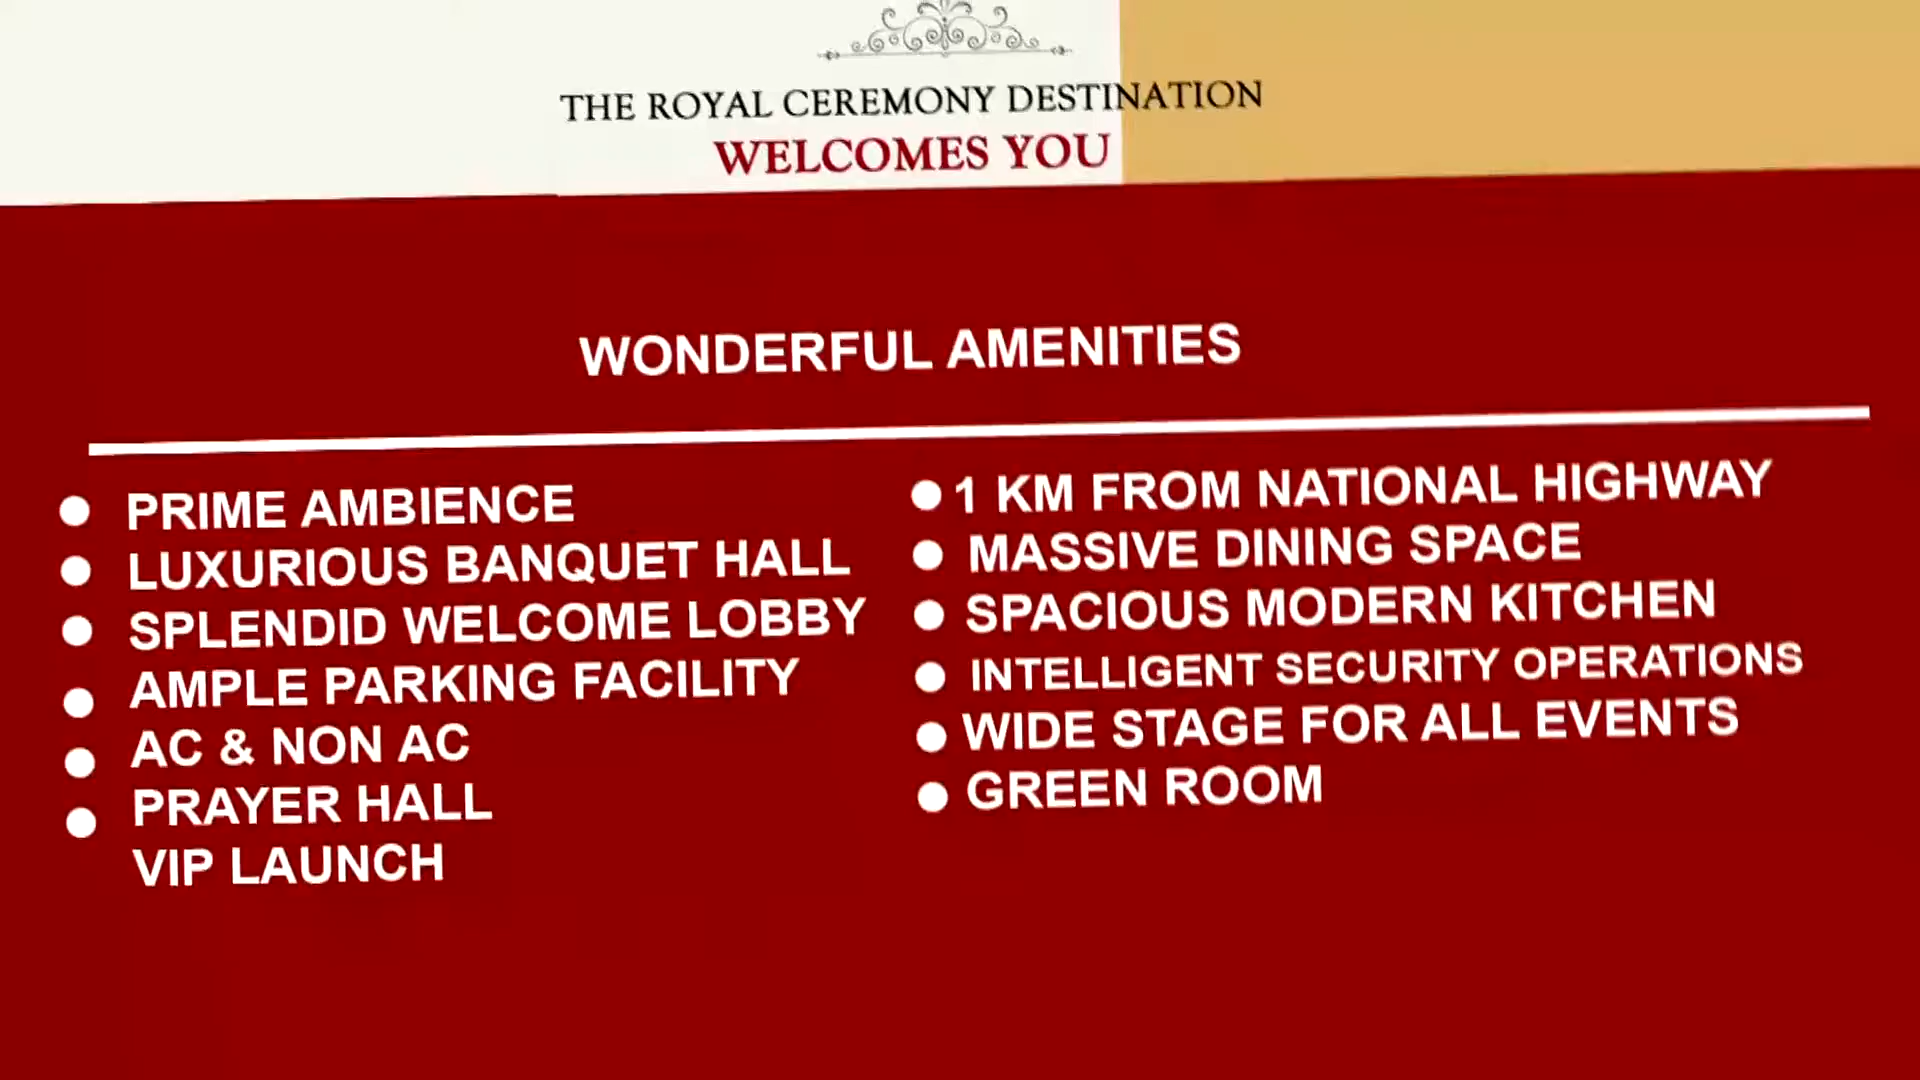 THE ROYAL CEREMONY DESTINATION
WELCOMES YOU
WONDERFUL AMENITIES
PRIME AMBIENCE
LUXURIOUS BANQUET HALL
SPLENDID WELCOME LOBBY
AMPLE PARKING FACILITY
AC & NON AC
PRAYER HALL
VIP LAUNCH
1 KM FROM NATIONAL HIGHWAY
MASSIVE DINING SPACE
SPACIOUS MODERN KITCHEN
INTELLIGENT SECURITY OPERATIONS
WIDE STAGE FOR ALL EVENTS
GREEN ROOM